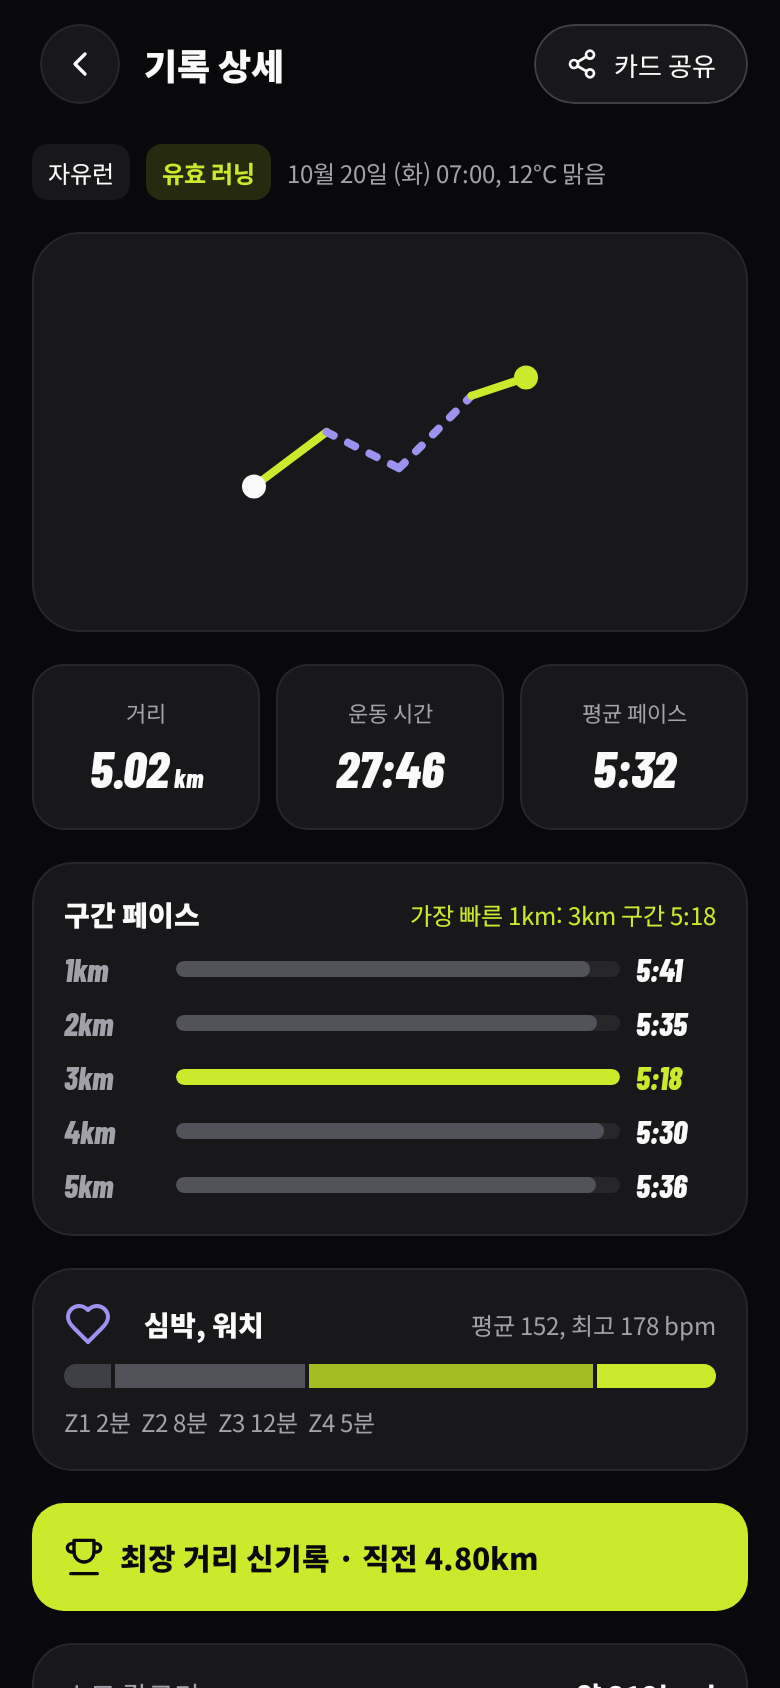 기록 상세
카드 공유
자유런 유효 러닝 10월 20일 (화) 07:00, 12°C 맑음
거리 운동 시간 평균 페이스
5.02 km 27:46 5:32
구간 페이스 가장 빠른 1km: 3km 구간 5:18
1km 5:41
2km 5:35
3km 5:18
4km 5:30
5km 5:36
심박, 워치 평균 152, 최고 178 bpm
Z1 2분 Z2 8분 Z3 12분 Z4 5분
최장 거리 신기록 · 직전 4.80km